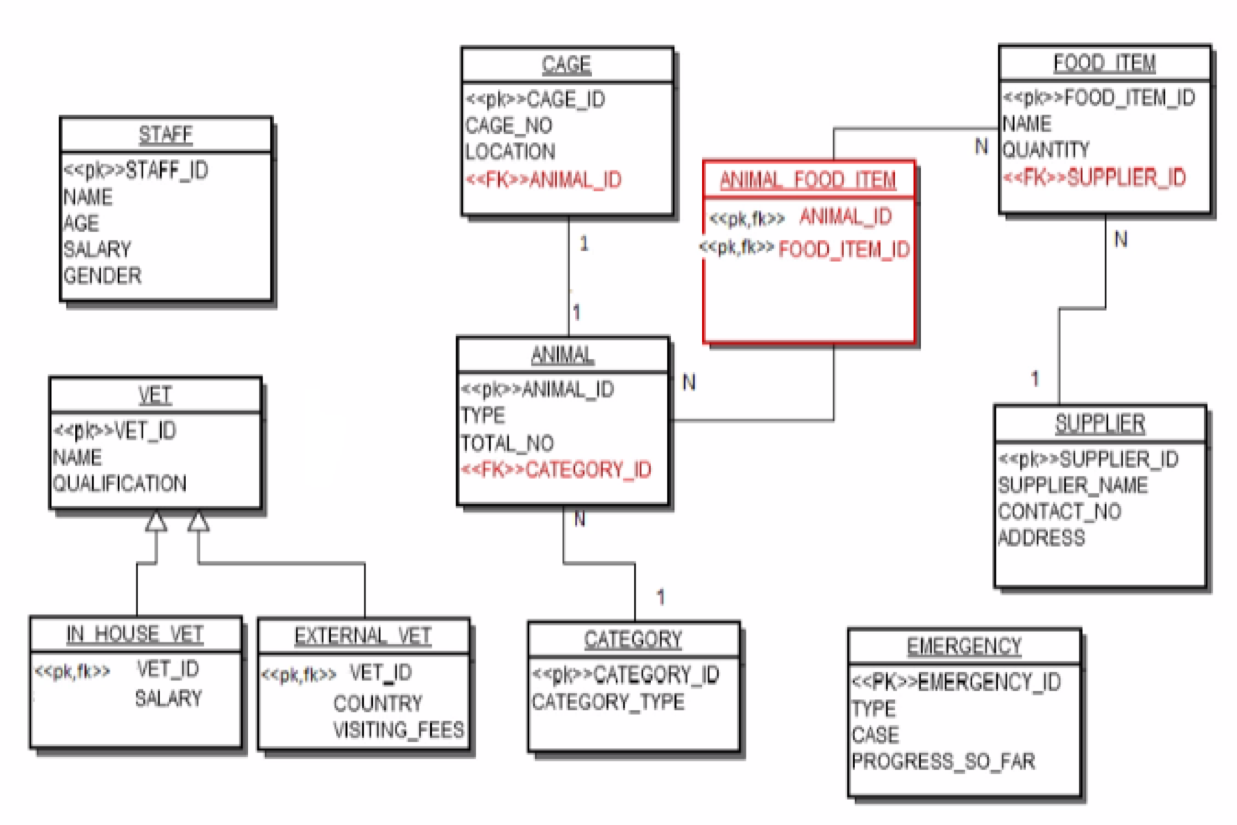 CAGE
<<pk>>CAGE_ID
CAGE_NO
LOCATION
<<FK>>ANIMAL_ID
FOOD_ITEM
<<pk>>FOOD_ITEM_ID
NAME
QUANTITY
<<FK>>SUPPLIER_ID
STAFF
<<pk>>STAFF_ID
NAME
AGE
SALARY
GENDER
ANIMAL_FOOD_ITEM
<<pk,fk>> ANIMAL_ID
<<pk,fk>> FOOD_ITEM_ID
N
1
1
N
N
1
ANIMAL
<<pk>>ANIMAL_ID
TYPE
TOTAL_NO
<<FK>>CATEGORY_ID
N
1
VET
<<pk>>VET_ID
NAME
QUALIFICATION
SUPPLIER
<<pk>>SUPPLIER_ID
SUPPLIER_NAME
CONTACT_NO
ADDRESS
IN_HOUSE_VET
<<pk,fk>> VET_ID
SALARY
EXTERNAL_VET
<<pk,fk>> VET_ID
COUNTRY
VISITING_FEES
CATEGORY
<<pk>>CATEGORY_ID
CATEGORY_TYPE
EMERGENCY
<<PK>>EMERGENCY_ID
TYPE
CASE
PROGRESS_SO_FAR